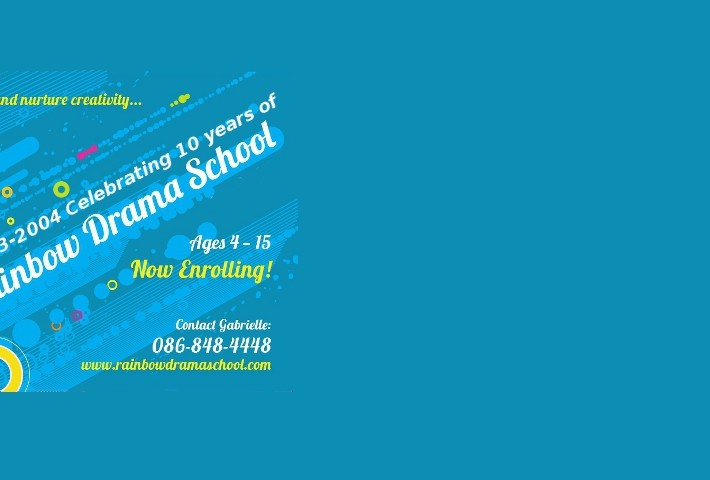 nd nurture creativity...
3-2004 Celebrating 10 years of
inbow Drama School
Ages 4 – 15
Now Enrolling!
Contact Gabrielle:
086-848-4448
www.rainbowdramaschool.com